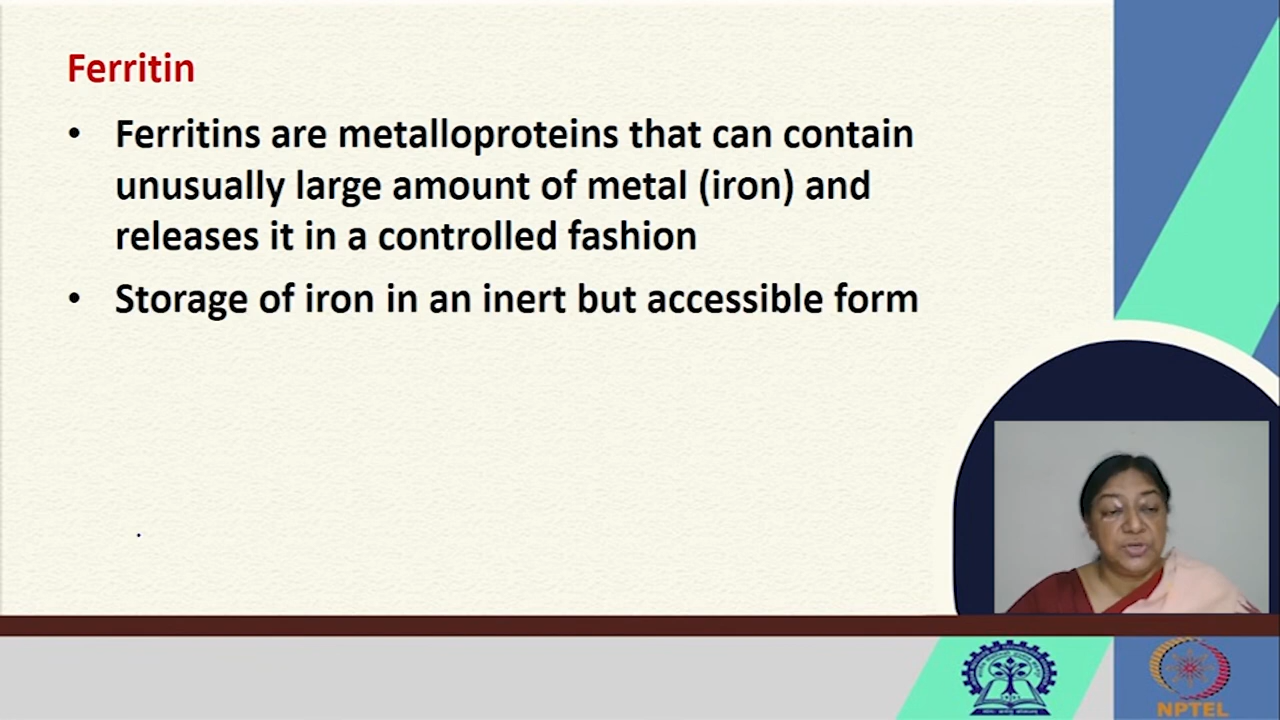 Ferritin
• Ferritins are metalloproteins that can contain
unusually large amount of metal (iron) and
releases it in a controlled fashion
• Storage of iron in an inert but accessible form
NPTEL